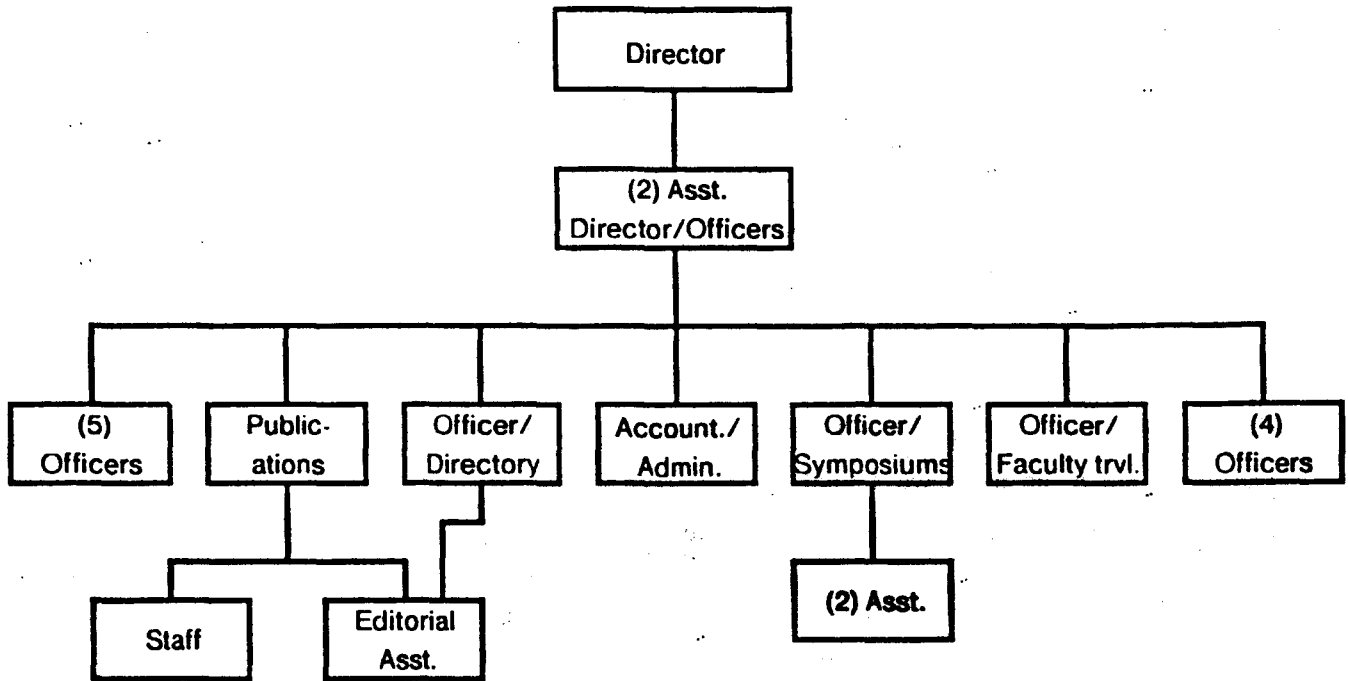 Director
(2) Asst.
Director/Officers
(5)
Officers
Public-
ations
Officer/
Directory
Account./
Admin.
Officer/
Symposiums
Officer/
Faculty trvl.
(4)
Officers
Staff
Editorial
Asst.
(2) Asst.